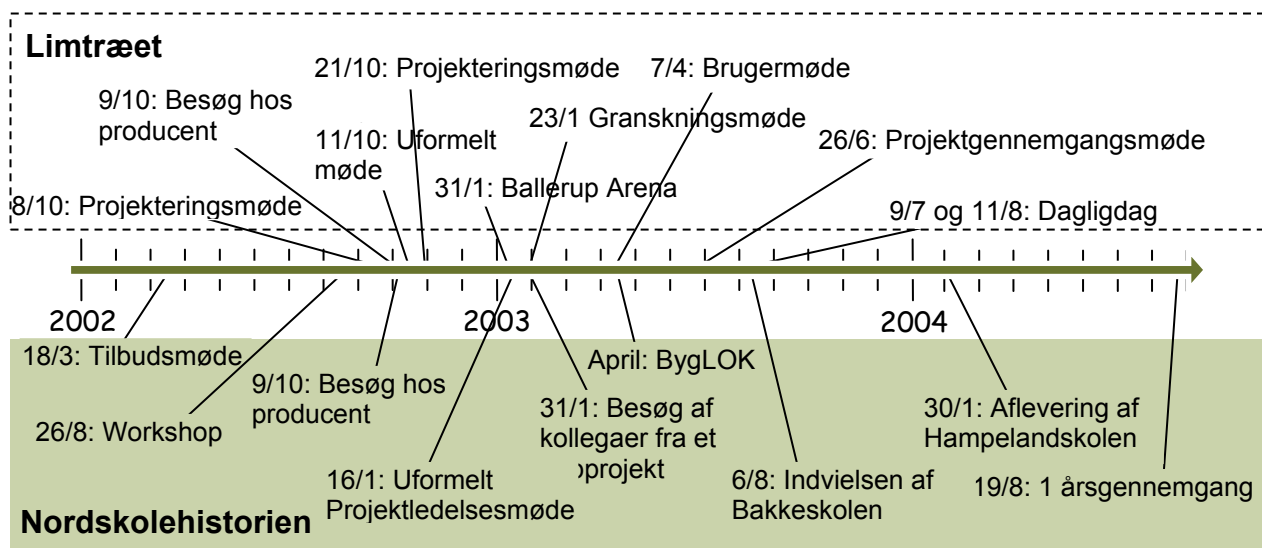 Limtræet
21/10: Projekteringsmøde
7/4: Brugermøde
9/10: Besøg hos
producent
23/1 Granskningsmøde
11/10: Uformelt
møde
26/6: Projektgennemgangsmøde
31/1: Ballerup Arena
8/10: Projekteringsmøde
9/7 og 11/8: Dagligdag
2002
2003
2004
18/3: Tilbudsmøde
26/8: Workshop
9/10: Besøg hos
producent
16/1: Uformelt
Projektledelsesmøde
April: BygLOK
31/1: Besøg af
kollegaer fra et
oprojekt
6/8: Indvielsen af
Bakkeskolen
30/1: Aflevering af
Hampelandskolen
19/8: 1 årsgennemgang
Nordskolehistorien